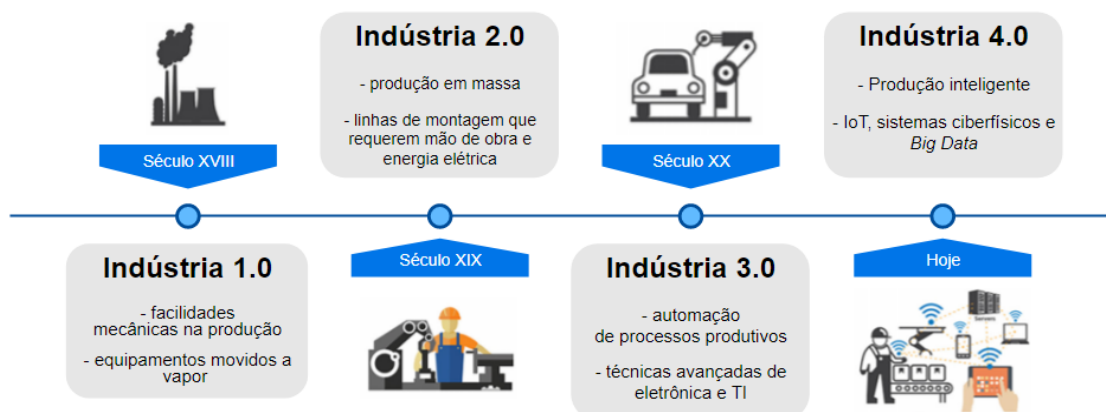 Século XVIII
Indústria 1.0
- facilidades
mecânicas na produção
- equipamentos movidos a
vapor
Indústria 2.0
- produção em massa
- linhas de montagem que
requerem mão de obra e
energia elétrica
Século XIX
Século XX
Indústria 3.0
- automação
de processos produtivos
- técnicas avançadas de
eletrônica e TI
Indústria 4.0
- Produção inteligente
- IoT, sistemas ciberfísicos e
Big Data
Hoje
Servers